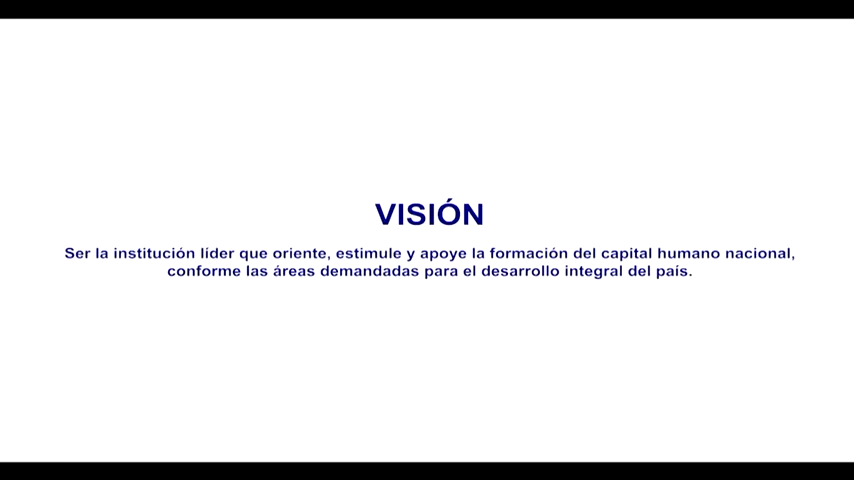 VISIÓN
Ser la institución líder que oriente, estimule y apoye la formación del capital humano nacional,
conforme las áreas demandadas para el desarrollo integral del país.